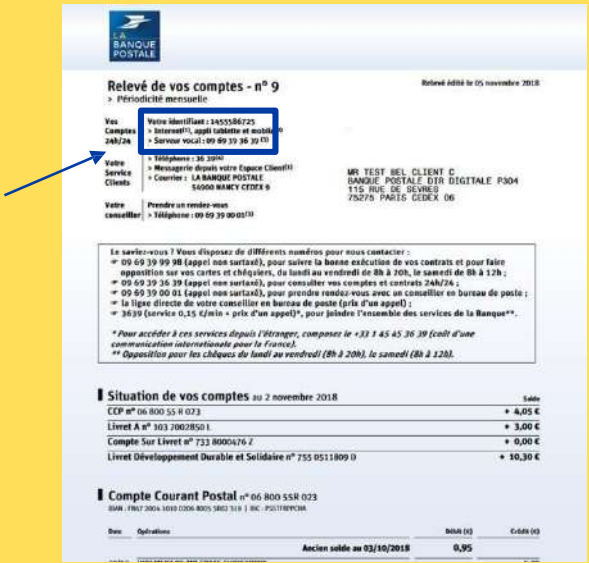 LA
BANQUE
POSTALE
Relevé de vos comptes - n° 9
> Périodicité mensuelle
Relevé édité le 05 novembre 2018
Vos Comptes 24h/24
Votre identifiant : 1455586725
> Internet(1), appli tablette et mobile
> Serveur vocal : 09 69 39 36 39 (3)
Votre Service Clients
> Téléphone : 36 39(4)
> Messagerie depuis votre Espace Client(1)
> Courrier : LA BANQUE POSTALE
54900 NANCY CEDEX 9
Votre conseiller
Prendre un rendez-vous
> Téléphone : 09 69 39 00 01(3)
MR TEST BEL CLIENT C
BANQUE POSTALE DIR DIGITALE P304
115 RUE DE SEVRES
75275 PARIS CEDEX 06
Le saviez-vous ? Vous disposez de différents numéros pour nous contacter :
☞ 09 69 39 99 98 (appel non surtaxé), pour suivre la bonne exécution de vos contrats et pour faire
opposition sur vos cartes et chéquiers, du lundi au vendredi de 8h à 20h, le samedi de 8h à 12h ;
☞ 09 69 39 36 39 (appel non surtaxé), pour consulter vos comptes et contrats 24h/24 ;
☞ 09 69 39 00 01 (appel non surtaxé), pour prendre rendez-vous avec un conseiller en bureau de poste ;
☞ la ligne directe de votre conseiller en bureau de poste (prix d'un appel) ;
☞ 3639 (service 0,15 €/min + prix d'un appel)*, pour joindre l'ensemble des services de la Banque**.
* Pour accéder à ces services depuis l'étranger, composez le +33 1 45 45 36 39 (coût d'une
communication internationale pour la France).
** Opposition pour les chèques du lundi au vendredi (8h à 20h), le samedi (8h à 12h).
Situation de vos comptes au 2 novembre 2018
Solde
CCP n° 06 800 55 R 023 + 4,05 €
Livret A n° 103 7002850 L + 3,00 €
Compte Sur Livret n° 733 8000476 Z + 0,00 €
Livret Développement Durable et Solidaire n° 755 0511809 D + 10,30 €
Compte Courant Postal n° 06 800 55R 023
IBAN : | BIC : PSSTFRPPCHA
Date Opérations Débit (€) Crédit (€)
Ancien solde au 03/10/2018 0,95